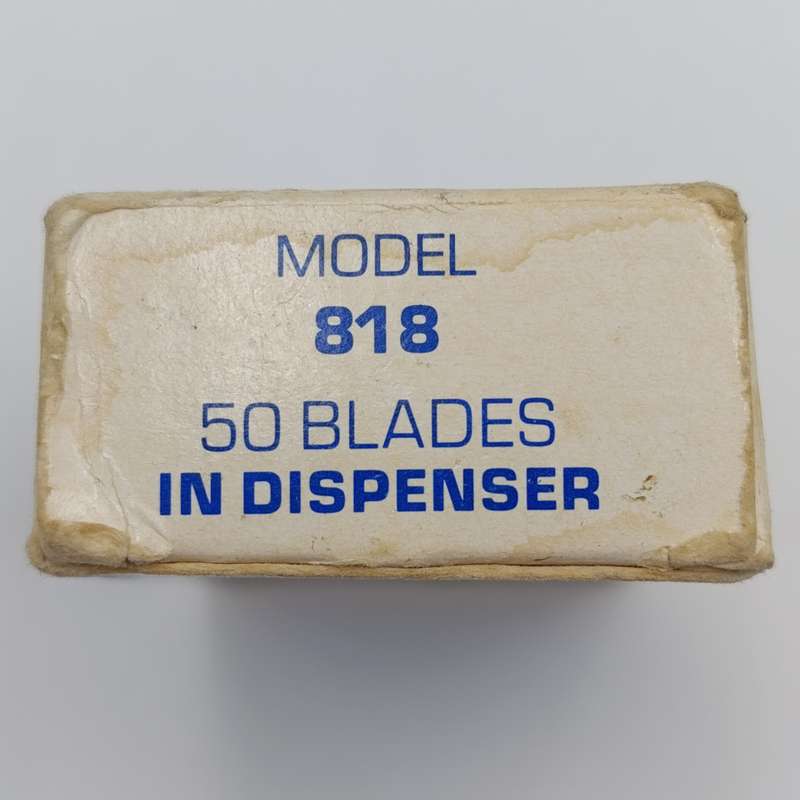 MODEL
818
50 BLADES
IN DISPENSER